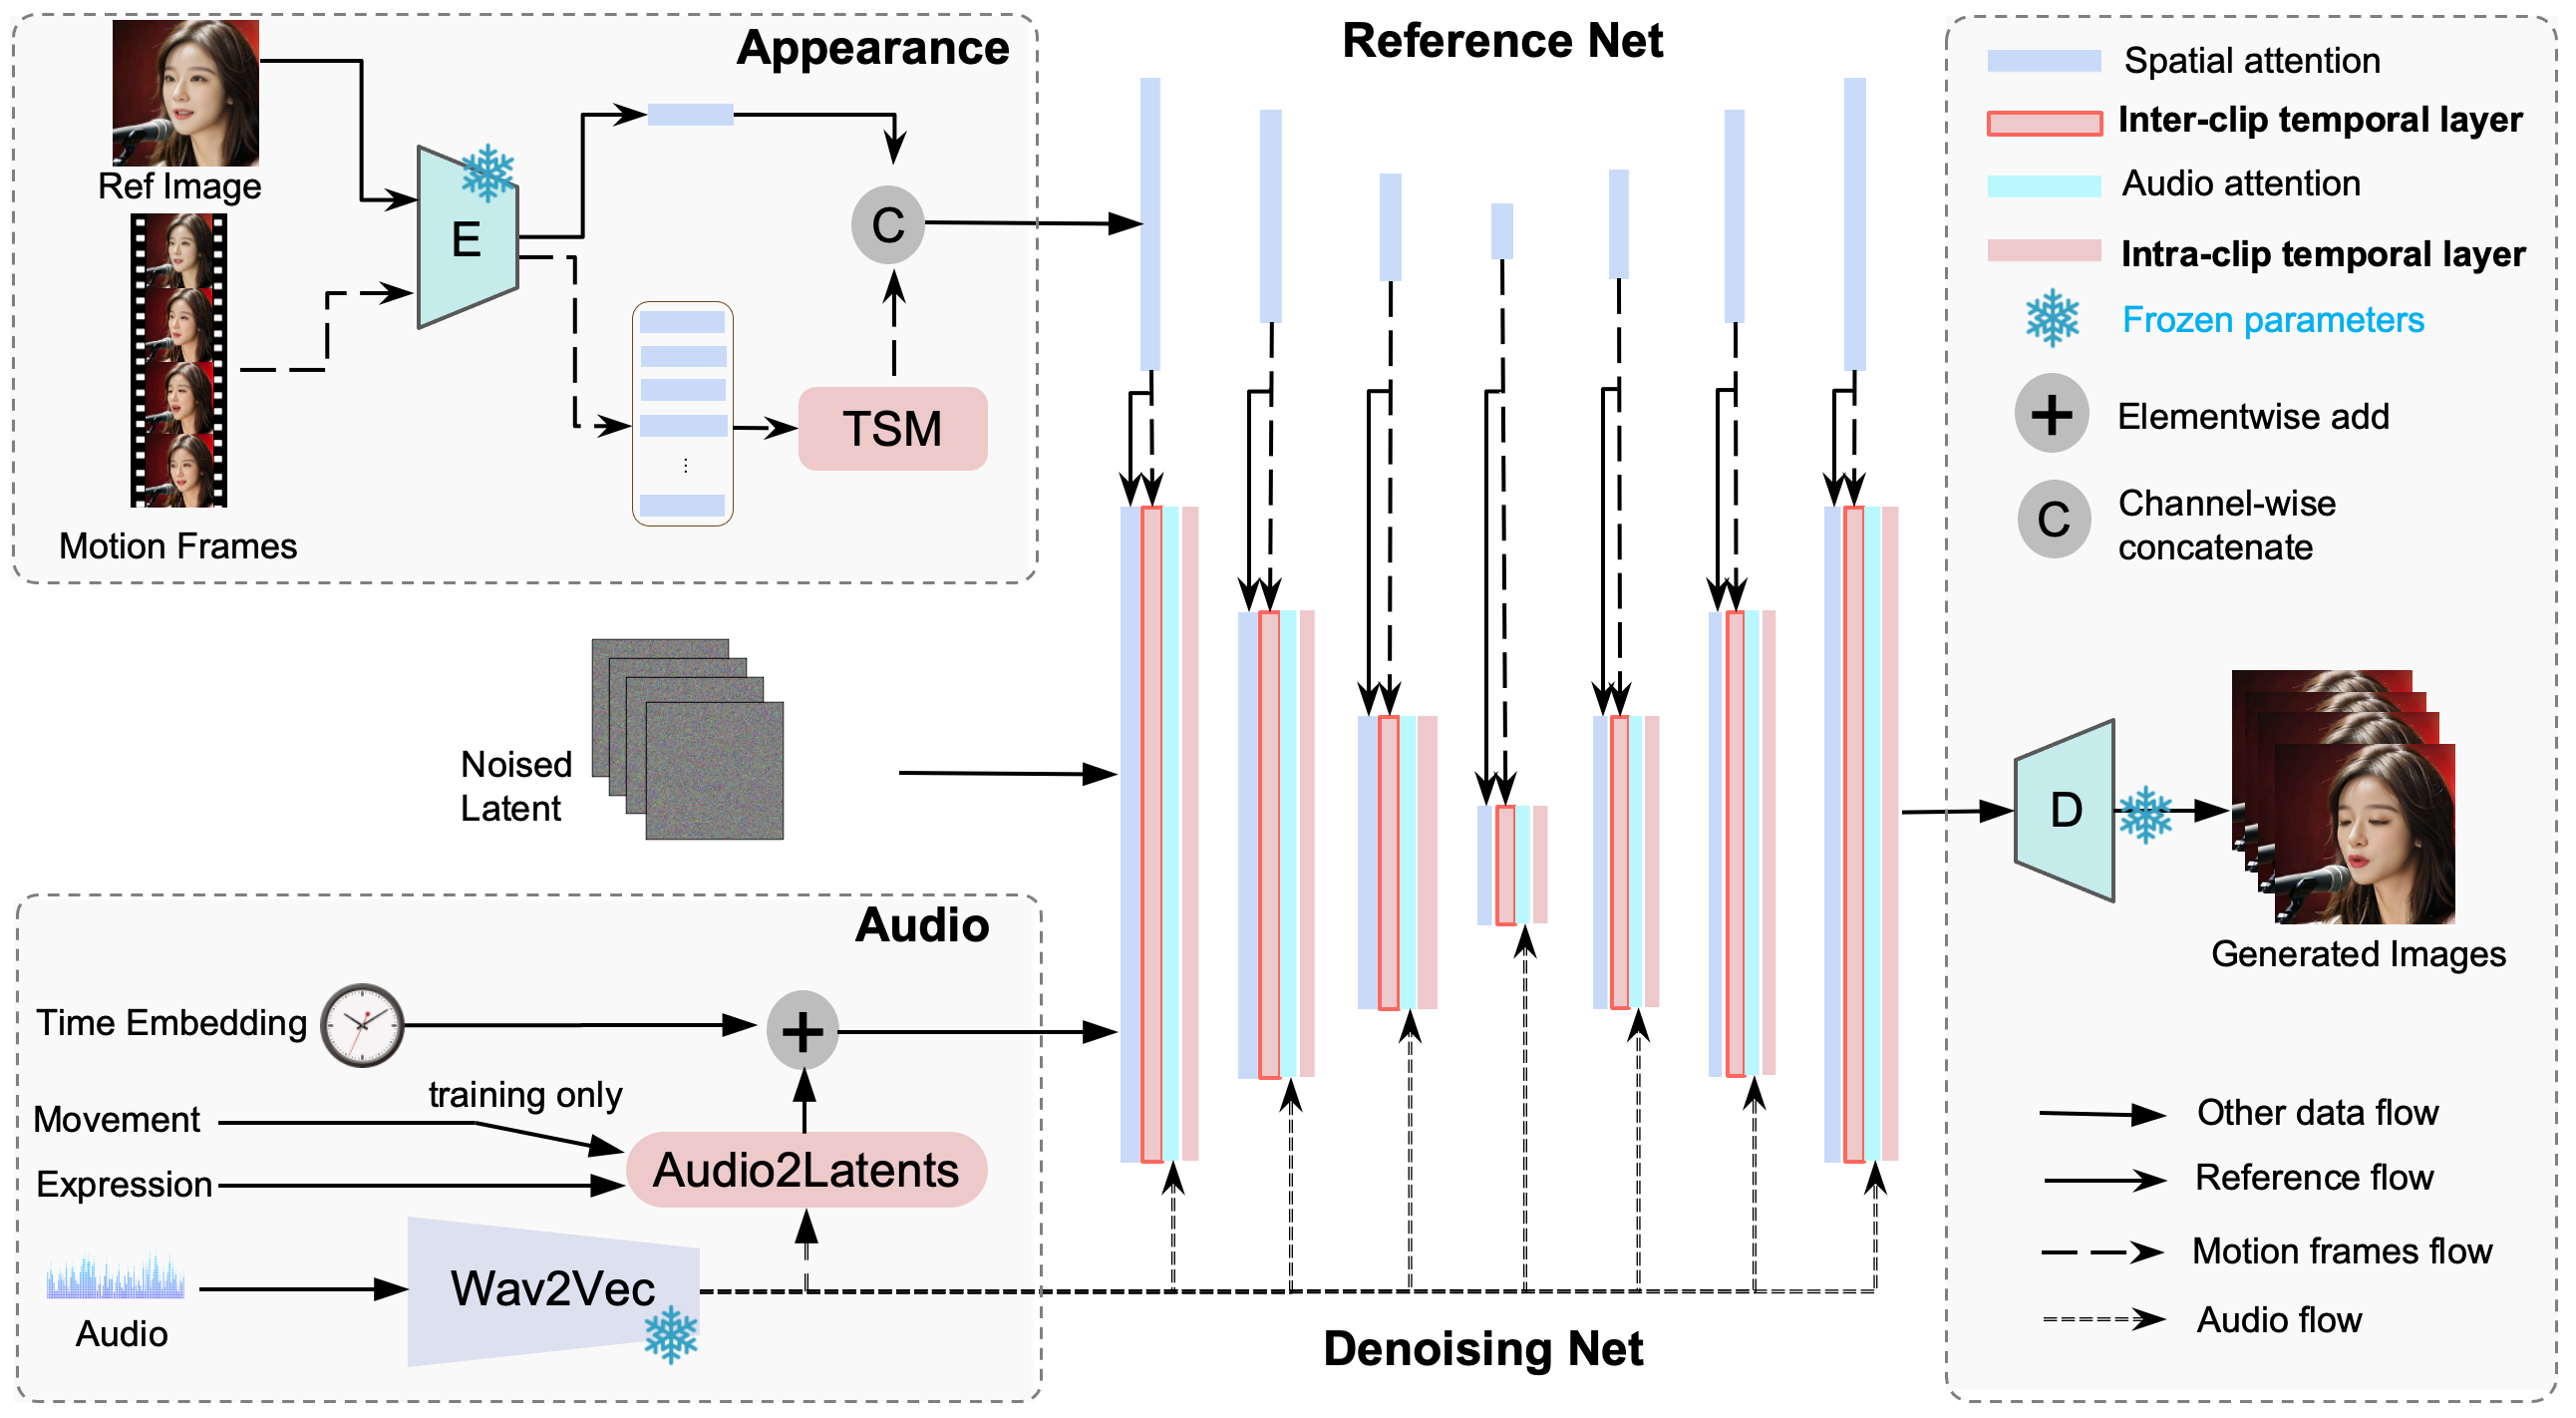 Appearance
Ref Image
E
C
Motion Frames
TSM
Reference Net
Noised
Latent
Audio
Time Embedding
+
training only
Movement
Audio2Latents
Expression
Wav2Vec
Audio
Denoising Net
Spatial attention
Inter-clip temporal layer
Audio attention
Intra-clip temporal layer
Frozen parameters
+
Elementwise add
C
Channel-wise
concatenate
D
Generated Images
Other data flow
Reference flow
Motion frames flow
Audio flow